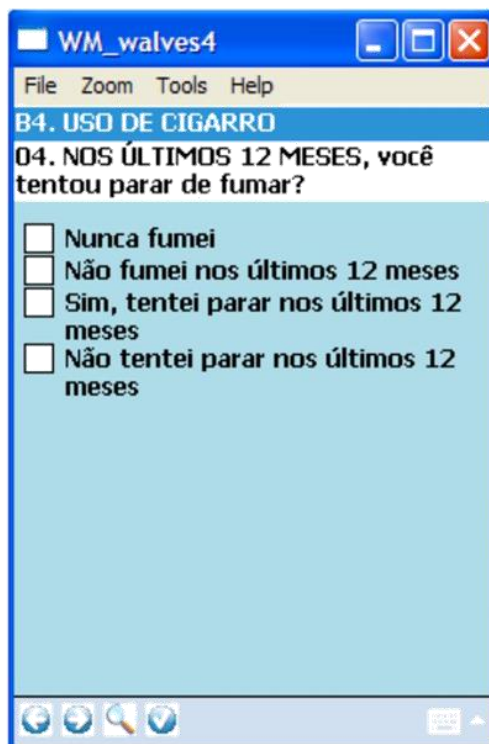 WM_walves4
File Zoom Tools Help
B4. USO DE CIGARRO
04. NOS ÚLTIMOS 12 MESES, você
tentou parar de fumar?
Nunca fumei
Não fumei nos últimos 12 meses
Sim, tentei parar nos últimos 12
meses
Não tentei parar nos últimos 12
meses